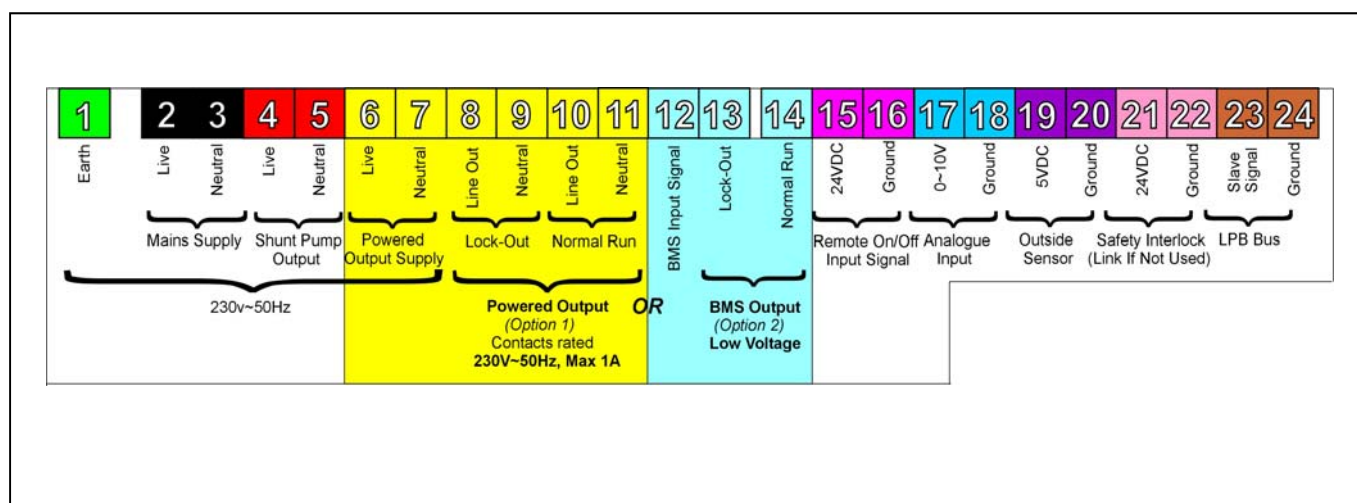 1 2 3 4 5 6 7 8 9 10 11 12 13 14 15 16 17 18 19 20 21 22 23 24
Earth
Live
Neutral
Live
Neutral
Live
Neutral
Line Out
Neutral
Line Out
Neutral
BMS Input Signal
Lock-Out
Normal Run
24VDC
Ground
0~10V
Ground
5VDC
Ground
24VDC
Ground
Slave
Signal
Ground
Mains Supply
Shunt Pump
Output
Powered
Output Supply
Lock-Out
Normal Run
Remote On/Off
Input Signal
Analogue
Input
Outside
Sensor
Safety Interlock
(Link If Not Used)
LPB Bus
230v~50Hz
Powered Output
(Option 1)
Contacts rated
230V~50Hz, Max 1A
OR
BMS Output
(Option 2)
Low Voltage